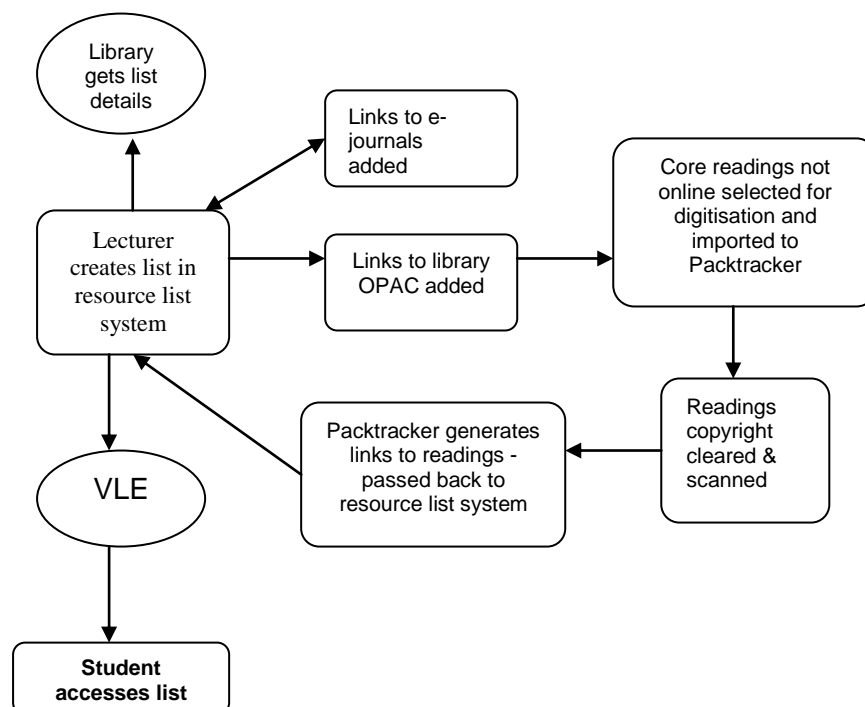 Library
gets list
details
Links to e-
journals
added
Core readings not
online selected for
digitisation and
imported to
Packtracker
Lecturer
creates list in
resource list
system
Links to library
OPAC added
Packtracker generates
links to readings -
passed back to
resource list system
Readings
copyright
cleared &
scanned
VLE
Student
accesses list